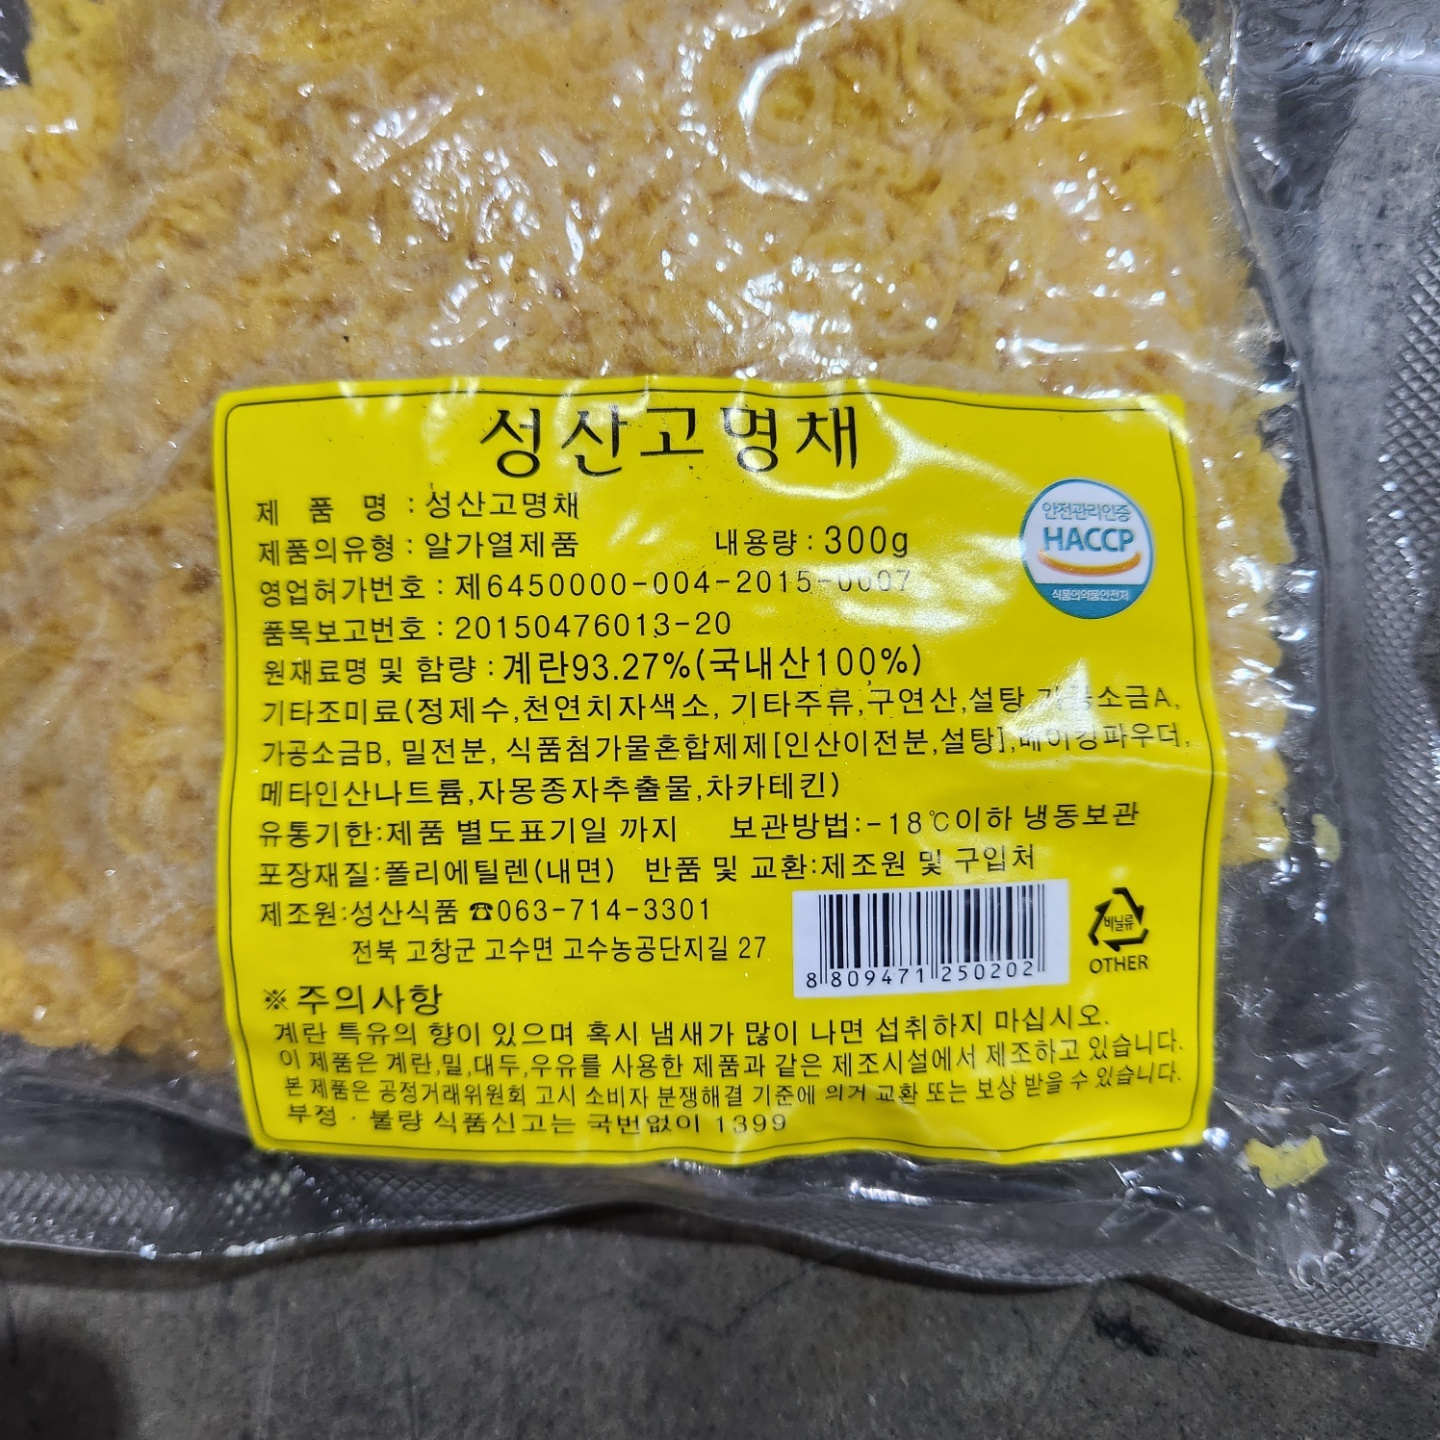 성산고명채
제 품 명 : 성산고명채
제품의유형 : 알가열제품 내용량 : 300g
영업허가번호 : 제6450000-004-2015-0007
품목보고번호 : 20150476013-20
원재료명 및 함량 : 계란93.27%(국내산100%)
기타조미료(정제수,천연치자색소, 기타주류,구연산,설탕,가공소금A,
가공소금B, 밀전분, 식품첨가물혼합제제[인산이전분,설탕],베이킹파우더,
메타인산나트륨,자몽종자추출물,차카테킨)
유통기한:제품 별도표기일 까지 보관방법:-18℃이하 냉동보관
포장재질:폴리에틸렌(내면) 반품 및 교환:제조원 및 구입처
제조원:성산식품 ☎063-714-3301
전북 고창군 고수면 고수농공단지길 27
안전관리인증
HACCP
식품의약품안전처
8 809471 250202
비닐류
OTHER
※주의사항
계란 특유의 향이 있으며 혹시 냄새가 많이 나면 섭취하지 마십시오.
이 제품은 계란,밀,대두,우유를 사용한 제품과 같은 제조시설에서 제조하고 있습니다.
본 제품은 공정거래위원회 고시 소비자 분쟁해결 기준에 의거 교환 또는 보상 받을 수 있습니다.
부정 · 불량 식품신고는 국번없이 1399